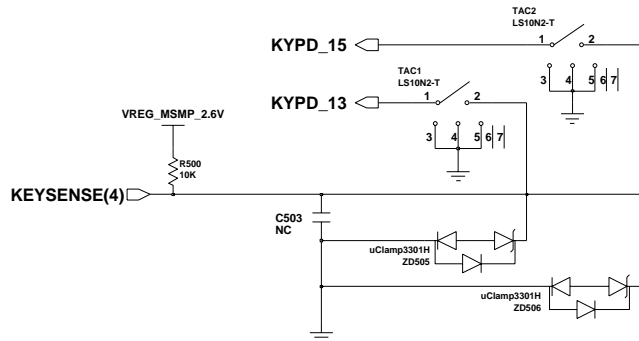 TAC2
LS10N2-T
KYPD_15
1
2
TAC1
LS10N2-T
3
4
5
6
7
KYPD_13
1
2
VREG_MSMP_2.6V
3
4
5
6
7
R500
10K
KEYSENSE(4)
C503
NC
uClamp3301H
ZD505
uClamp3301H
ZD506